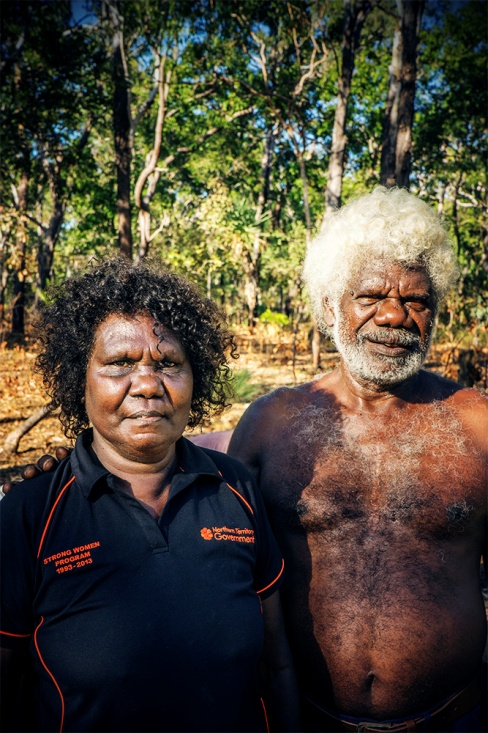 STRONG WOMEN
PROGRAM
1993-2013
Northern Territory
Government